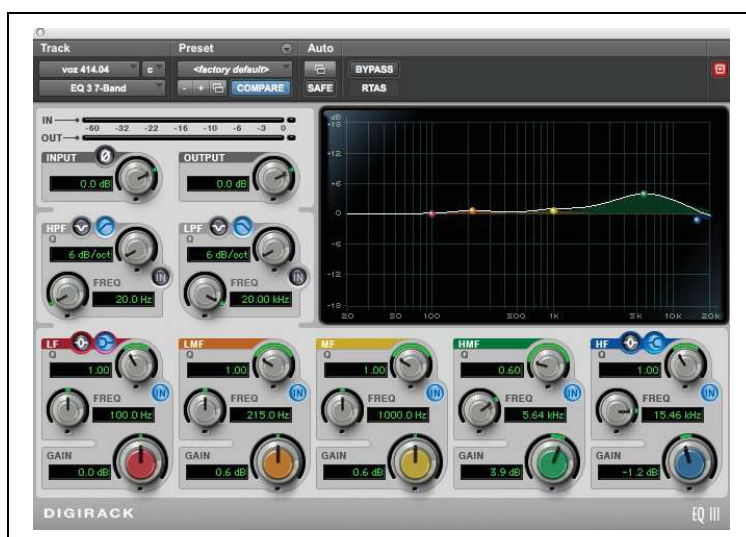 Track Preset Auto
voz 414.04 c <factory default> BYPASS
EQ 3 7-Band - + COMPARE SAFE RTAS
IN -60 -32 -22 -16 -10 -6 -3 0
OUT
INPUT Ø OUTPUT
0.0 dB 0.0 dB
HPF LPF
Q Q
6 dB/oct 6 dB/oct
IN IN
FREQ FREQ
20.0 Hz 20.00 kHz
dB
+18
+12
+6
0
-6
-12
-18
20 50 100 500 1K 5K 10K 20K
LF LMF MF HMF HF
Q Q Q Q Q
1.00 1.00 1.00 0.60 1.00
IN IN IN IN IN
FREQ FREQ FREQ FREQ FREQ
100.0 Hz 215.0 Hz 1000.0 Hz 5.64 kHz 15.46 kHz
GAIN GAIN GAIN GAIN GAIN
0.0 dB 0.6 dB 0.6 dB 3.9 dB -1.2 dB
DIGIRACK EQ III